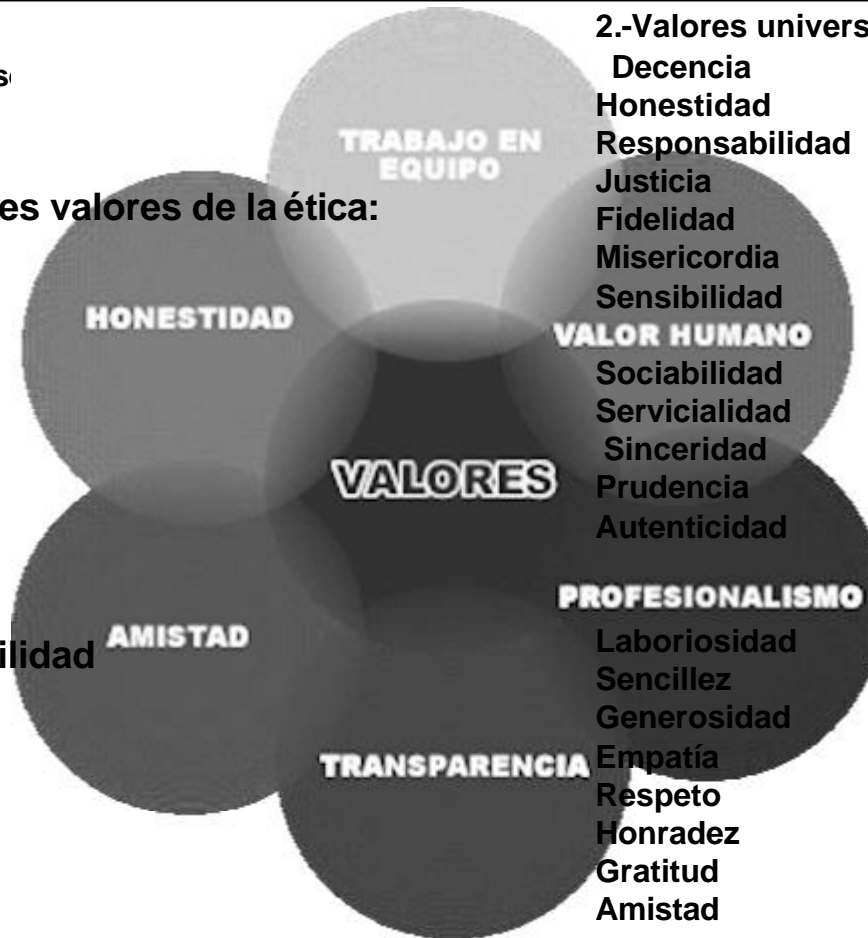 2.-Valores univers
Decencia
Honestidad
TRABAJO EN
EQUIPO
Responsabilidad
Justicia
es valores de la ética:
Fidelidad
Misericordia
Sensibilidad
HONESTIDAD
VALOR HUMANO
Sociabilidad
Servicialidad
Sinceridad
VALORES
Prudencia
Autenticidad
PROFESIONALISMO
AMISTAD
ilidad
Laboriosidad
Sencillez
Generosidad
TRANSPARENCIA
Empatía
Respeto
Honradez
Gratitud
Amistad